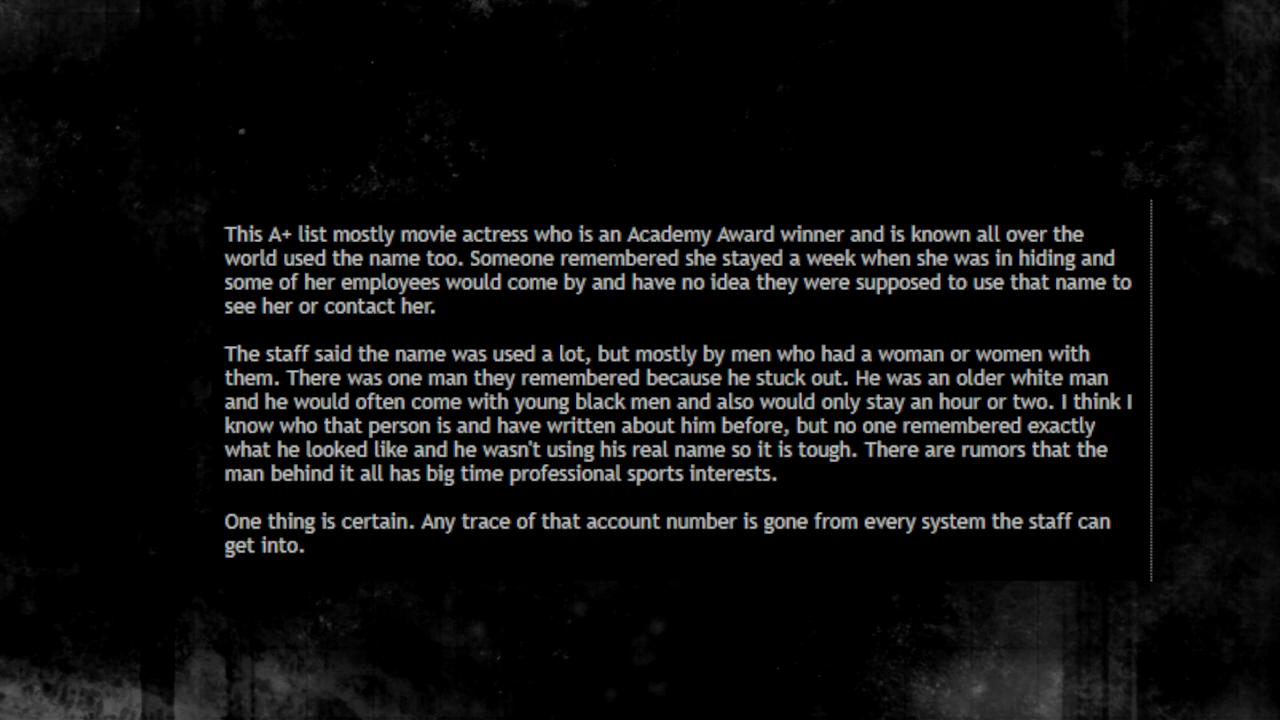 This A+ list mostly movie actress who is an Academy Award winner and is known all over the
world used the name too. Someone remembered she stayed a week when she was in hiding and
some of her employees would come by and have no idea they were supposed to use that name to
see her or contact her.
The staff said the name was used a lot, but mostly by men who had a woman or women with
them. There was one man they remembered because he stuck out. He was an older white man
and he would often come with young black men and also would only stay an hour or two. I think I
know who that person is and have written about him before, but no one remembered exactly
what he looked like and he wasn't using his real name so it is tough. There are rumors that the
man behind it all has big time professional sports interests.
One thing is certain. Any trace of that account number is gone from every system the staff can
get into.